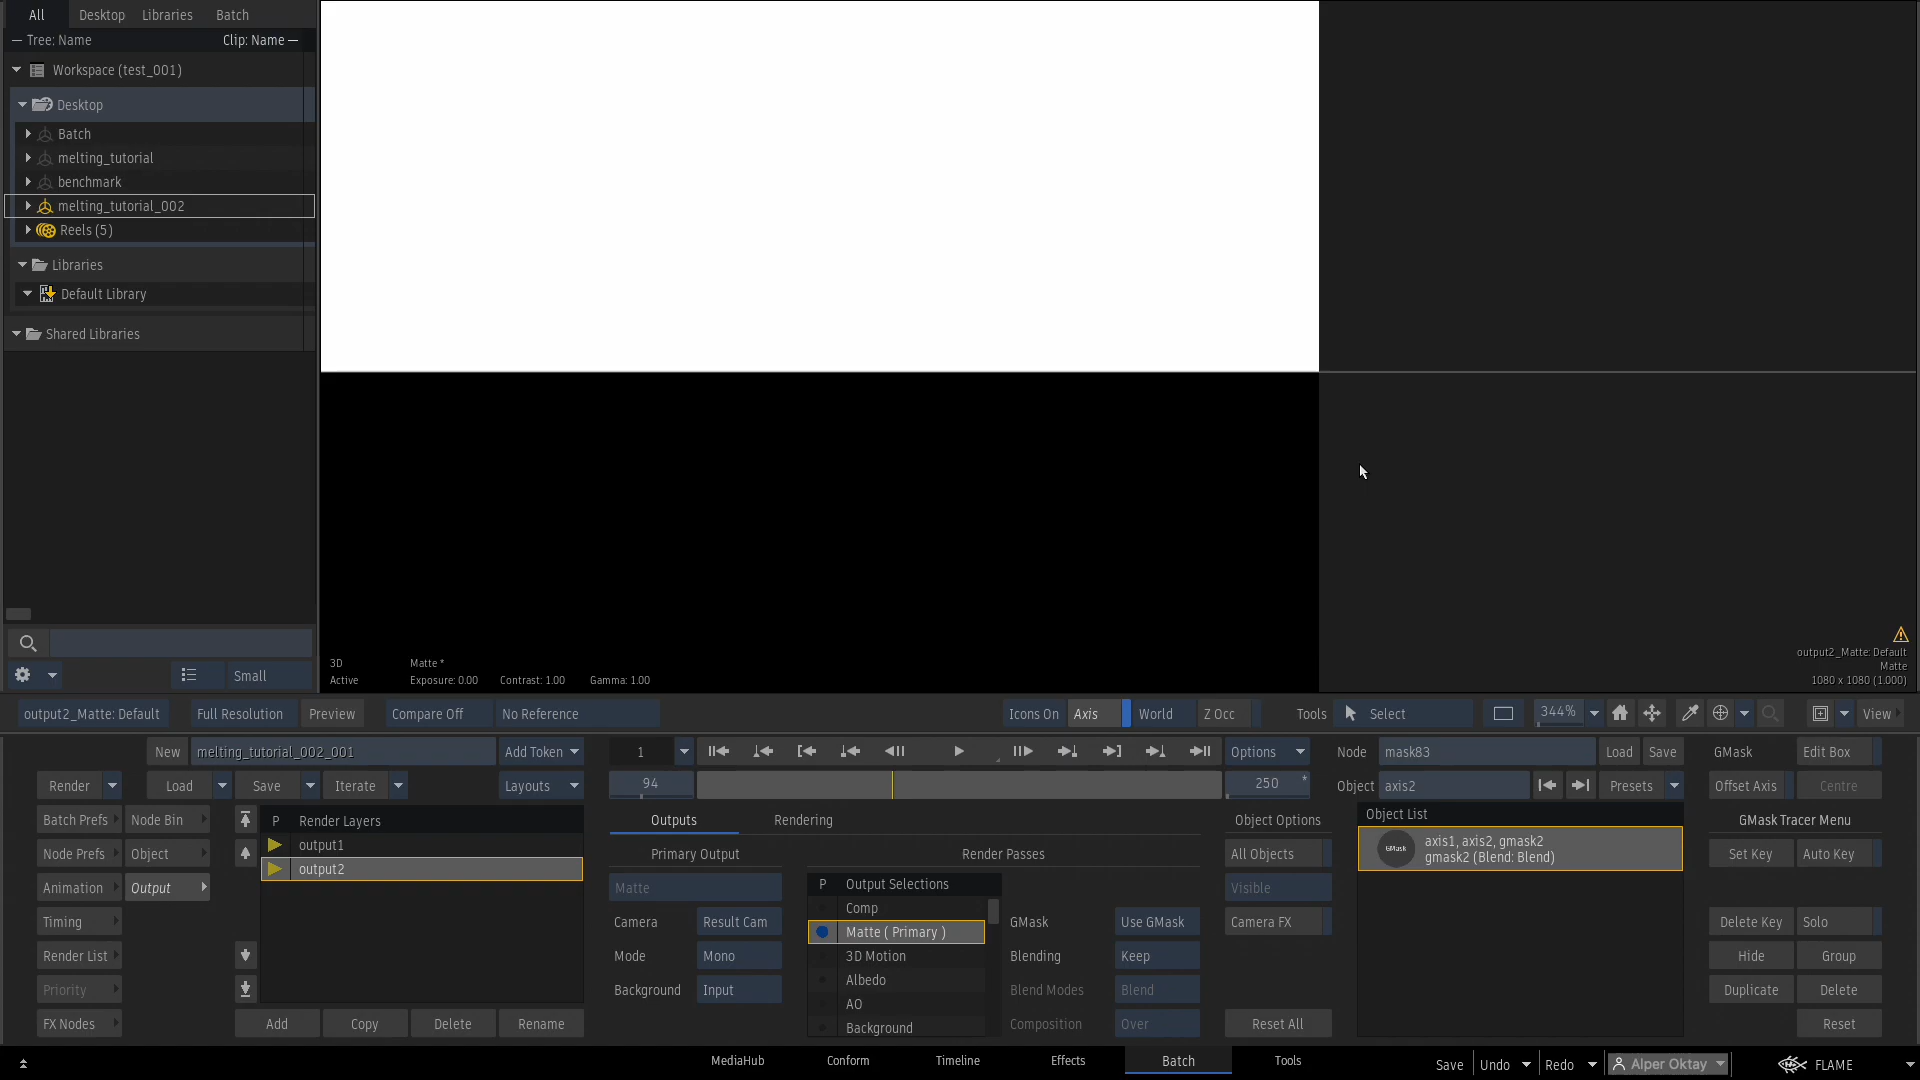 All Desktop Libraries Batch
Tree: Name Clip: Name
Workspace (test_001)
Desktop
Batch
melting_tutorial
benchmark
melting_tutorial_002
Reels (5)
Libraries
Default Library
Shared Libraries
Small
3D Matte *
Active Exposure: 0.00 Contrast: 1.00 Gamma: 1.00
output2_Matte: Default
Matte
1080 x 1080 (1.000)
output2_Matte: Default Full Resolution Preview Compare Off No Reference Icons On Axis World Z Occ Tools Select 344% View
New melting_tutorial_002_001 Add Token 1 Options Node mask83 Load Save GMask Edit Box
Render Load Save Iterate Layouts 94 250 * Object axis2 Presets Offset Axis Centre
Batch Prefs Node Bin P Render Layers Outputs Rendering Object Options Object List GMask Tracer Menu
output1
Node Prefs Object Primary Output Render Passes All Objects GMask axis1, axis2, gmask2 Set Key Auto Key
gmask2 (Blend: Blend)
output2
Animation Output Matte P Output Selections Visible
Comp
Timing Camera Result Cam Matte ( Primary ) GMask Use GMask Camera FX Delete Key Solo
Render List Mode Mono 3D Motion Blending Keep Hide Group
Albedo
Priority Background Input AO Blend Modes Blend Duplicate Delete
FX Nodes Add Copy Delete Rename Background Composition Over Reset All Reset
MediaHub Conform Timeline Effects Batch Tools Save Undo Redo Alper Oktay FLAME